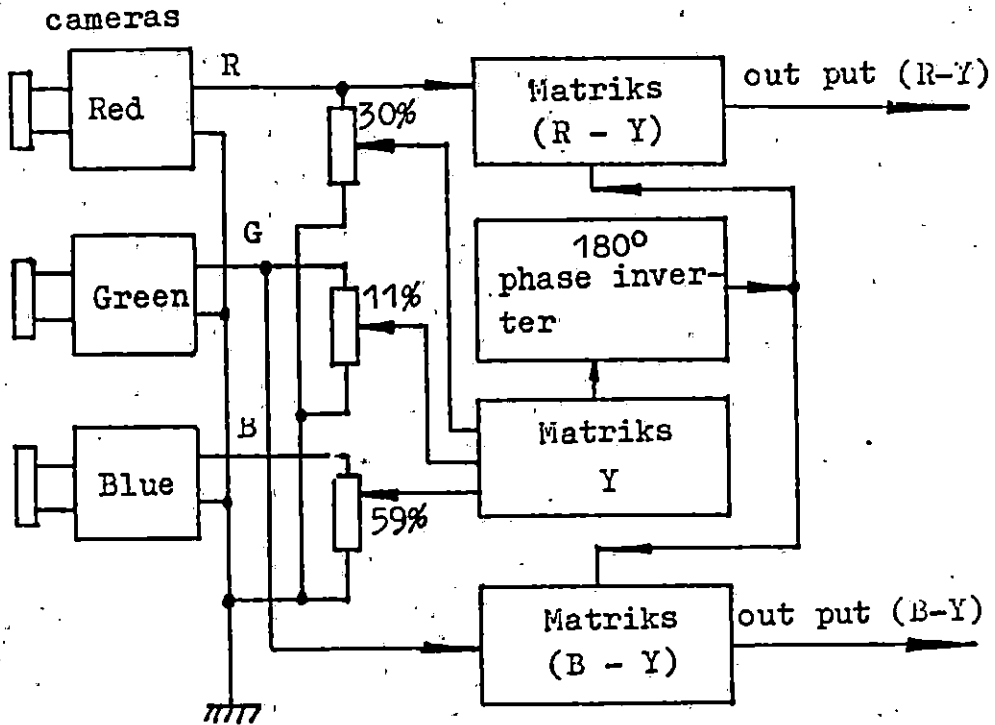 cameras
Red
R
30%
Matriks
(R - Y)
out put (R-Y)
Green
G
11%
180°
phase inver-
ter
Blue
B
59%
Matriks
Y
Matriks
(B - Y)
out put (B-Y)